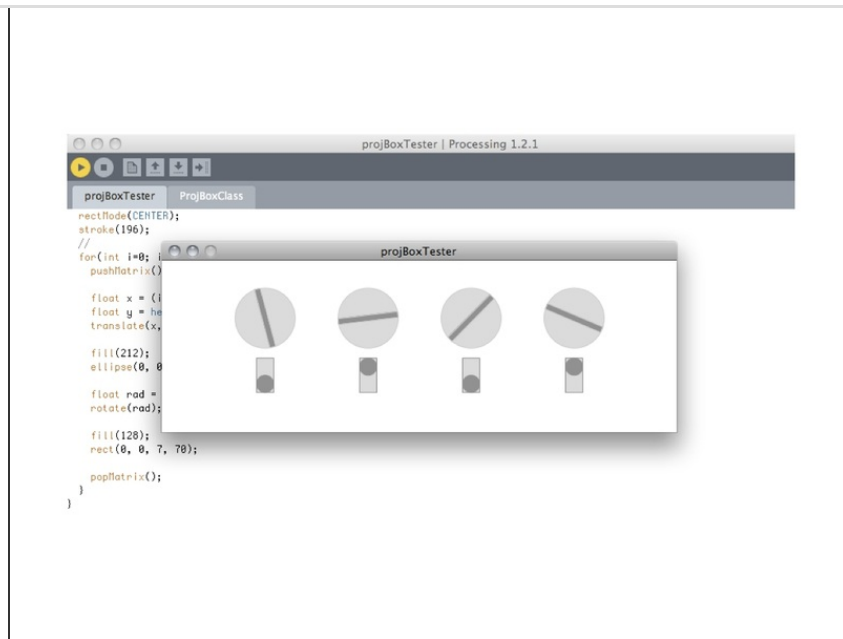 projBoxTester | Processing 1.2.1
projBoxTester ProjBoxClass
rectMode(CENTER);
stroke(196);
//
for(int i=0; i
projBoxTester
pushMatrix()
float x = (i
float y = he
translate(x,
fill(212);
ellipse(0, 0
float rad =
rotate(rad);
fill(128);
rect(0, 0, 7, 70);
popMatrix();
}
}